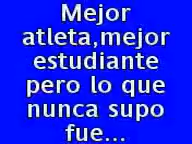 Mejor
atleta,mejor
estudiante
pero lo que
nunca supo
fue...